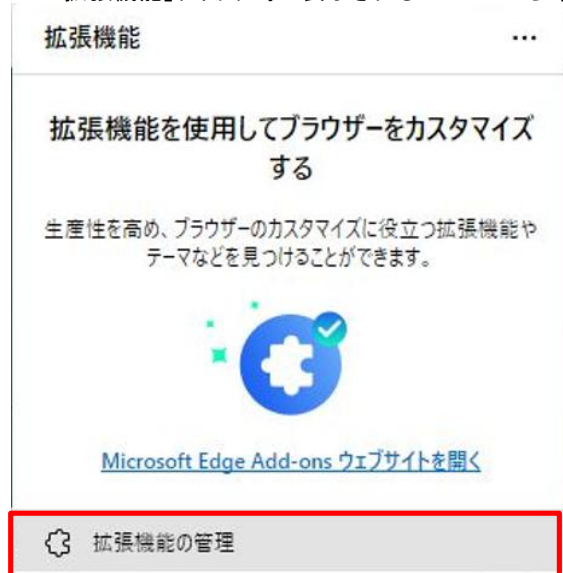 拡張機能
拡張機能を使用してブラウザーをカスタマイズ
する
生産性を高め、ブラウザーのカスタマイズに役立つ拡張機能や
テーマなどを見つけることができます。
Microsoft Edge Add-ons ウェブサイトを開く
拡張機能の管理